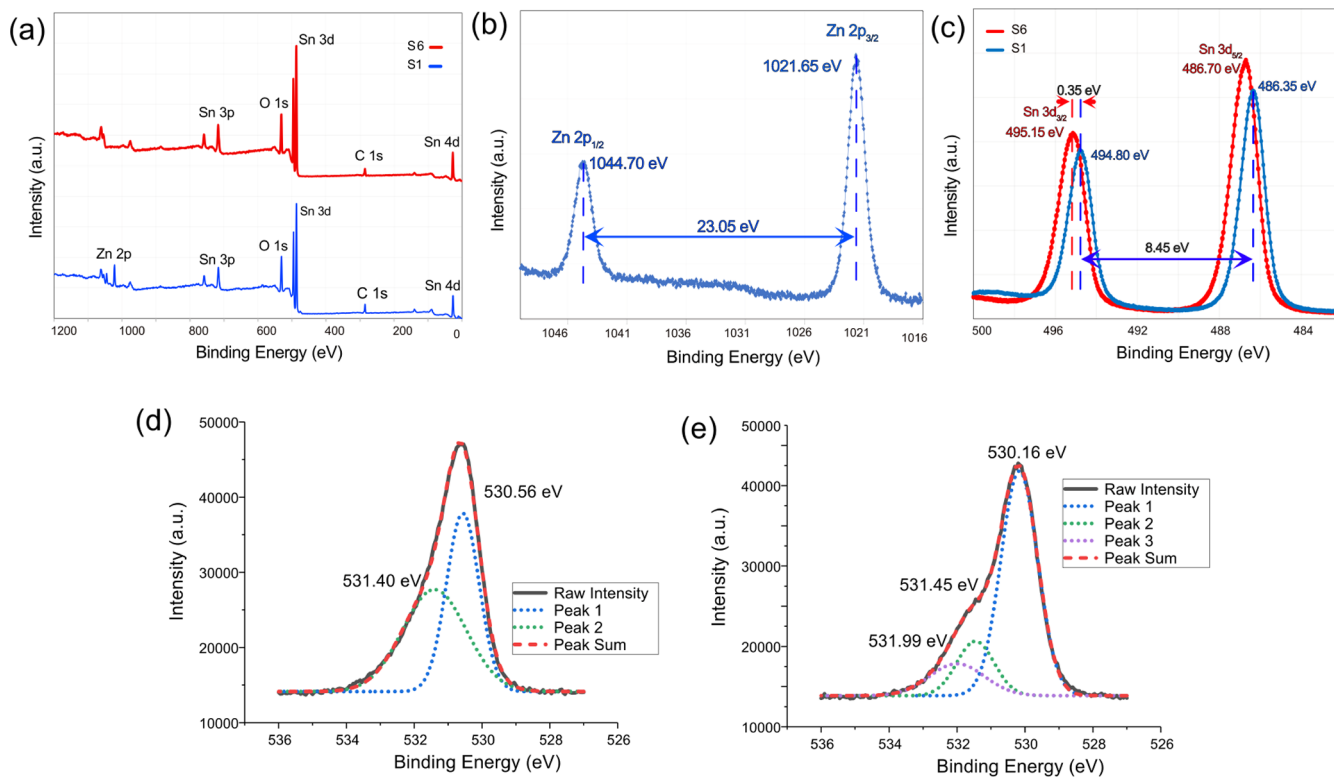 (a)
S6
S1
Sn 3d
Sn 3p
O 1s
C 1s
Sn 4d
Sn 3d
Zn 2p
Sn 3p
O 1s
C 1s
Sn 4d
Intensity (a.u.)
1200
1000
800
600
400
200
0
Binding Energy (eV)
(b)
Zn 2p3/2
1021.65 eV
Zn 2p1/2
1044.70 eV
23.05 eV
Intensity (a.u.)
1046
1041
1036
1031
1026
1021
1016
Binding Energy (eV)
(c)
S6
S1
Sn 3d5/2
486.70 eV
486.35 eV
0.35 eV
Sn 3d3/2
495.15 eV
494.80 eV
8.45 eV
Intensity (a.u.)
500
496
492
488
486
484
Binding Energy (eV)
(d)
50000
40000
30000
20000
10000
Intensity (a.u.)
530.56 eV
531.40 eV
Raw Intensity
Peak 1
Peak 2
Peak Sum
536
534
532
530
528
526
Binding Energy (eV)
(e)
50000
40000
30000
20000
10000
Intensity (a.u.)
530.16 eV
531.45 eV
531.99 eV
Raw Intensity
Peak 1
Peak 2
Peak 3
Peak Sum
536
534
532
530
528
526
Binding Energy (eV)